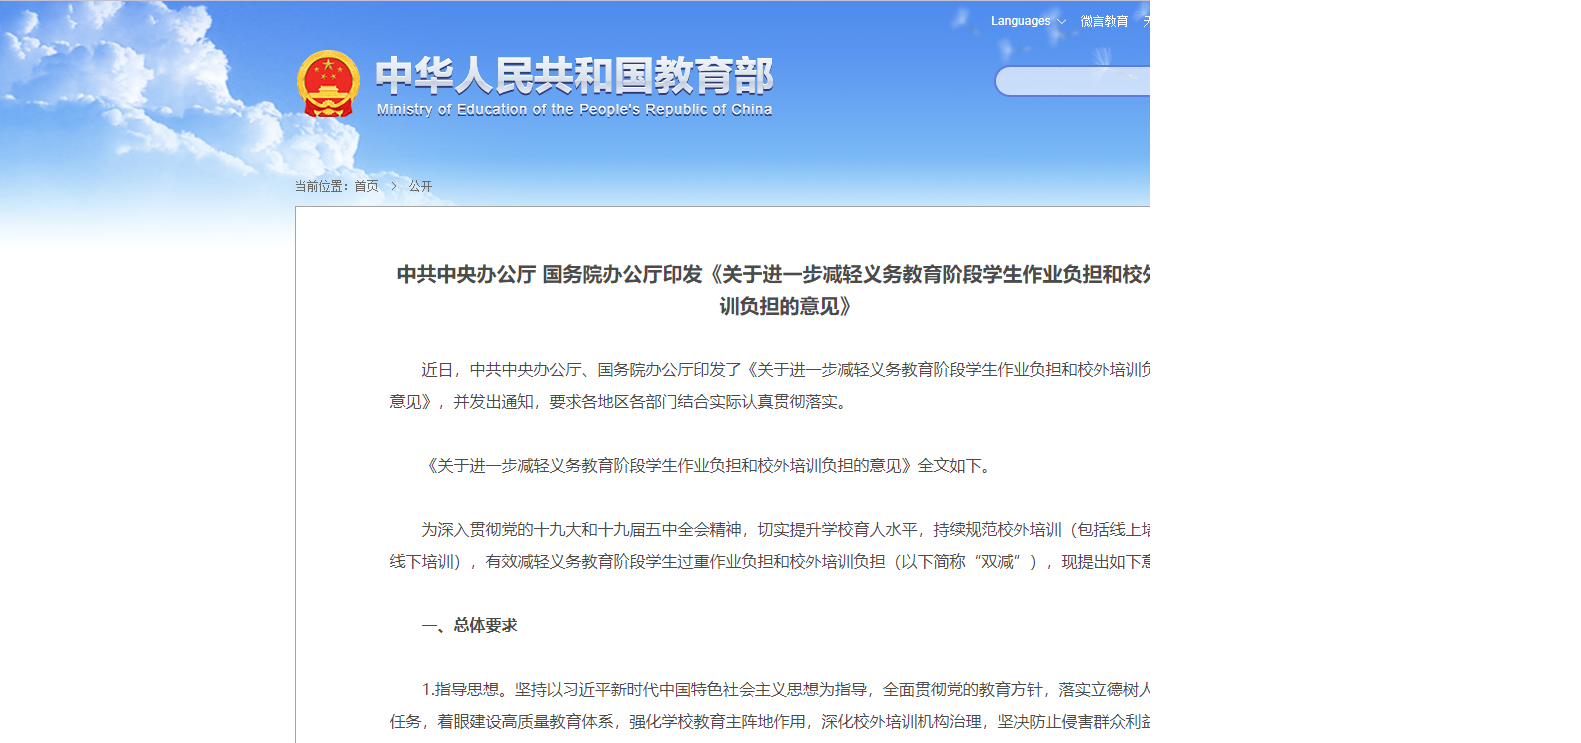 Languages 微言教育
中华人民共和国教育部
Ministry of Education of the People's Republic of China
当前位置：首页 > 公开
中共中央办公厅 国务院办公厅印发《关于进一步减轻义务教育阶段学生作业负担和校
训负担的意见》
近日，中共中央办公厅、国务院办公厅印发了《关于进一步减轻义务教育阶段学生作业负担和校外培训
意见》，并发出通知，要求各地区各部门结合实际认真贯彻落实。
《关于进一步减轻义务教育阶段学生作业负担和校外培训负担的意见》全文如下。
为深入贯彻党的十九大和十九届五中全会精神，切实提升学校育人水平，持续规范校外培训（包括线上
线下培训），有效减轻义务教育阶段学生过重作业负担和校外培训负担（以下简称“双减”），现提出如下
一、总体要求
1.指导思想。坚持以习近平新时代中国特色社会主义思想为指导，全面贯彻党的教育方针，落实立德树人
任务，着眼建设高质量教育体系，强化学校教育主阵地作用，深化校外培训机构治理，坚决防止侵害群众利益